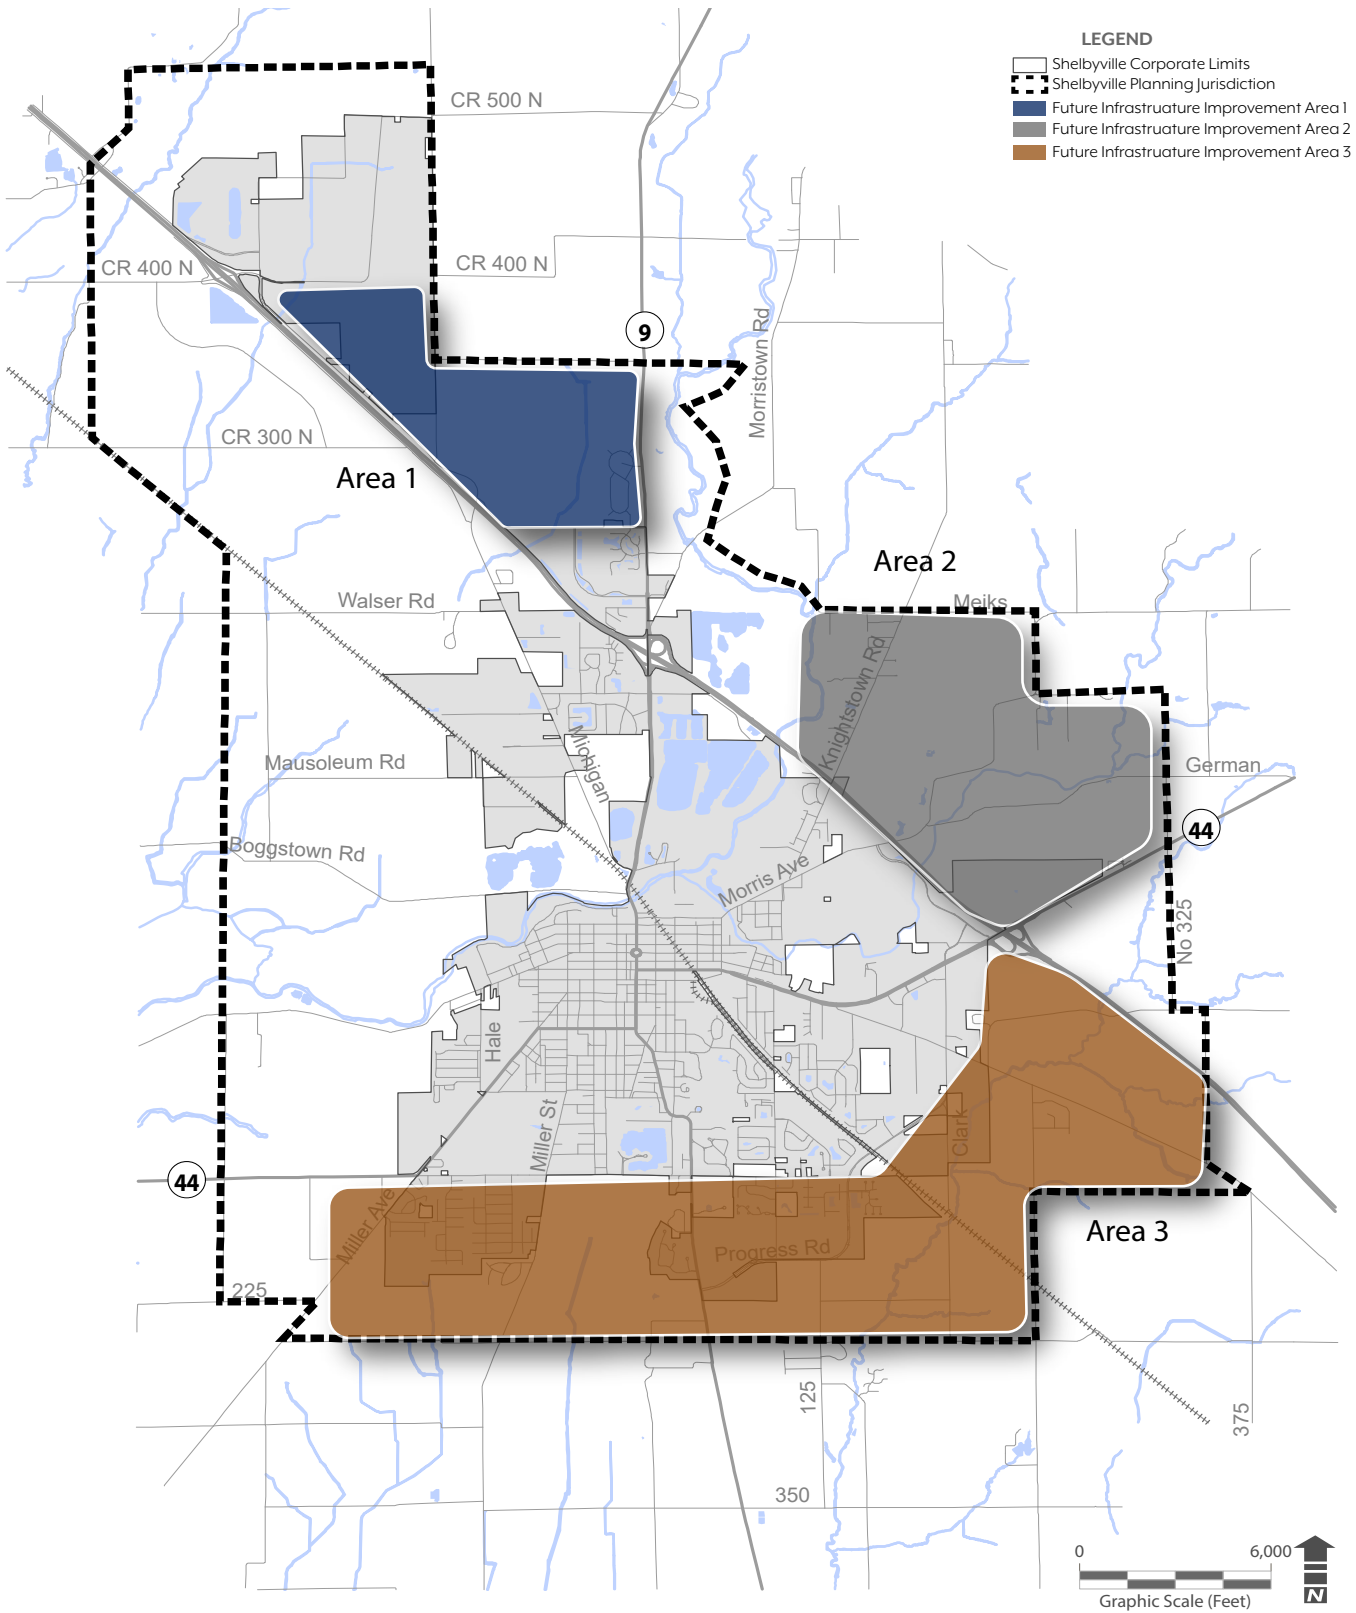 LEGEND
Shelbyville Corporate Limits
Shelbyville Planning Jurisdiction
Future Infrastruature Improvement Area 1
Future Infrastruature Improvement Area 2
Future Infrastruature Improvement Area 3
CR 500 N
CR 400 N
CR 400 N
9
Morristown Rd
CR 300 N
Area 1
Area 2
Walser Rd
Meiks
Knightstown Rd
Michigan
Mausoleum Rd
German
44
Boggstown Rd
Morris Ave
No 325
Hale
Miller St
Clark
44
Miller Ave
Area 3
Progress Rd
225
125
375
350
0
6,000
Graphic Scale (Feet)
N